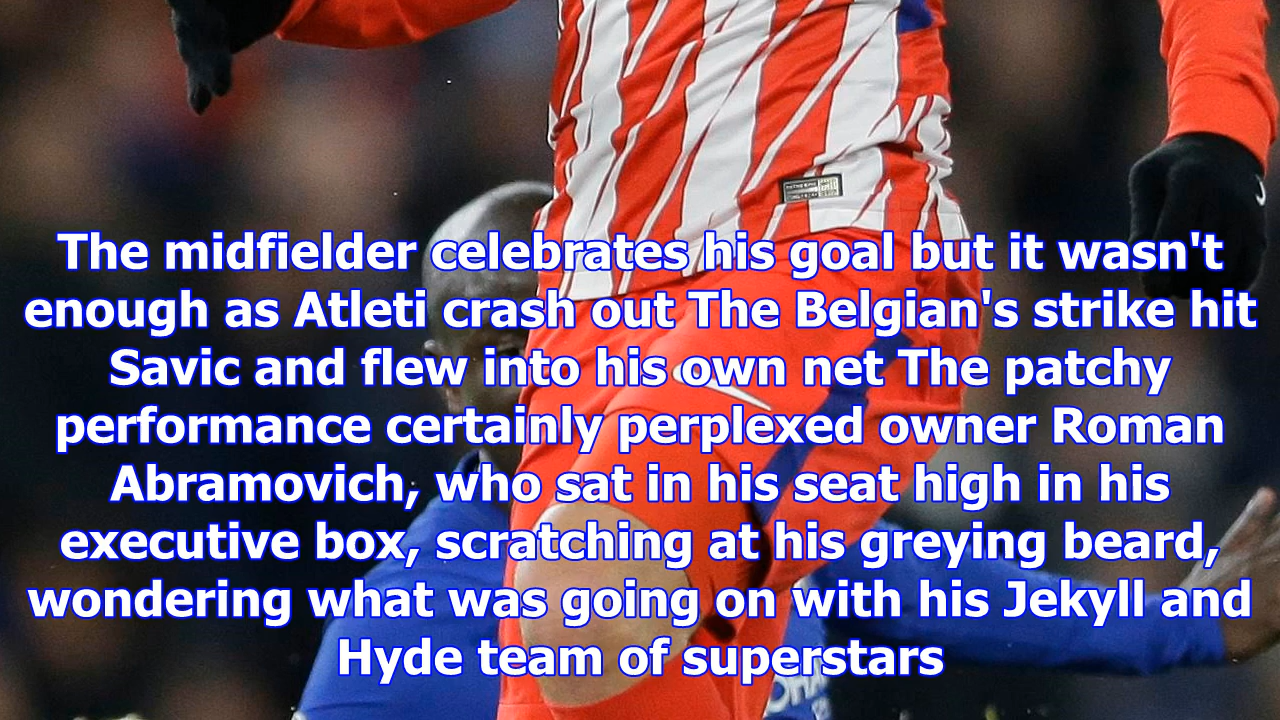 The midfielder celebrates his goal but it wasn't
enough as Atleti crash out The Belgian's strike hit
Savic and flew into his own net The patchy
performance certainly perplexed owner Roman
Abramovich, who sat in his seat high in his
executive box, scratching at his greying beard,
wondering what was going on with his Jekyll and
Hyde team of superstars